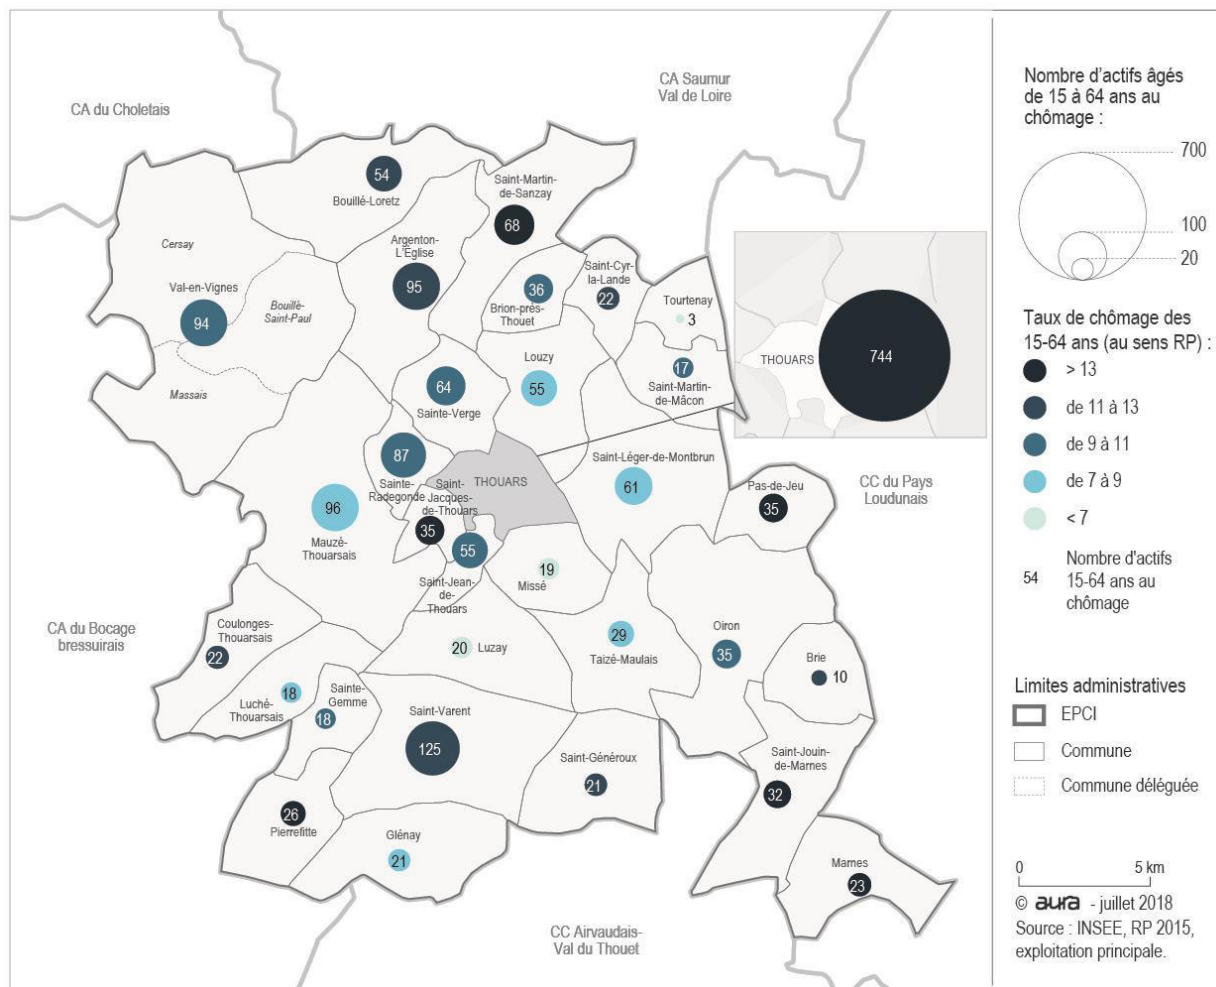 CA du Choletais
CA Saumur
Val de Loire
54
Bouillé-Loretz
Saint-Martin-
de-Sanzay
68
Cersay
Argenton-
L'Église
95
Saint-Cyr-
la-Lande
22
Val-en-Vignes
94
Bouillé-
Saint-Paul
36
Brion-près-
Thouet
Tourtenay
3
Massais
Louzy
55
17
Saint-Martin-
de-Mâcon
64
Sainte-Verge
THOUARS
744
87
Sainte-
Radegonde
Saint-
Jacques-
de-Thouars
35
THOUARS
Saint-Léger-de-Montbrun
61
CC du Pays
Loudunais
Pas-de-Jeu
35
96
Mauzé-
Thouarsais
55
Saint-Jean-
de-
Thouars
19
Missé
CA du Bocage
bressuirais
Coulonges-
Thouarsais
22
20
Luzay
29
Taizé-Maulais
Oiron
35
Brie
10
18
Luché-
Thouarsais
Sainte-
Gemme
18
Saint-Varent
125
Saint-Généroux
21
Saint-Jouin-
de-Marnes
32
26
Pierrefitte
Glénay
21
Marnes
23
CC Airvaudais-
Val du Thouet
Nombre d'actifs âgés
de 15 à 64 ans au
chômage :
700
100
20
Taux de chômage des
15-64 ans (au sens RP) :
> 13
de 11 à 13
de 9 à 11
de 7 à 9
< 7
54
Nombre d'actifs
15-64 ans au
chômage
Limites administratives
EPCI
Commune
Commune déléguée
0 5 km
© aura - juillet 2018
Source : INSEE, RP 2015,
exploitation principale.